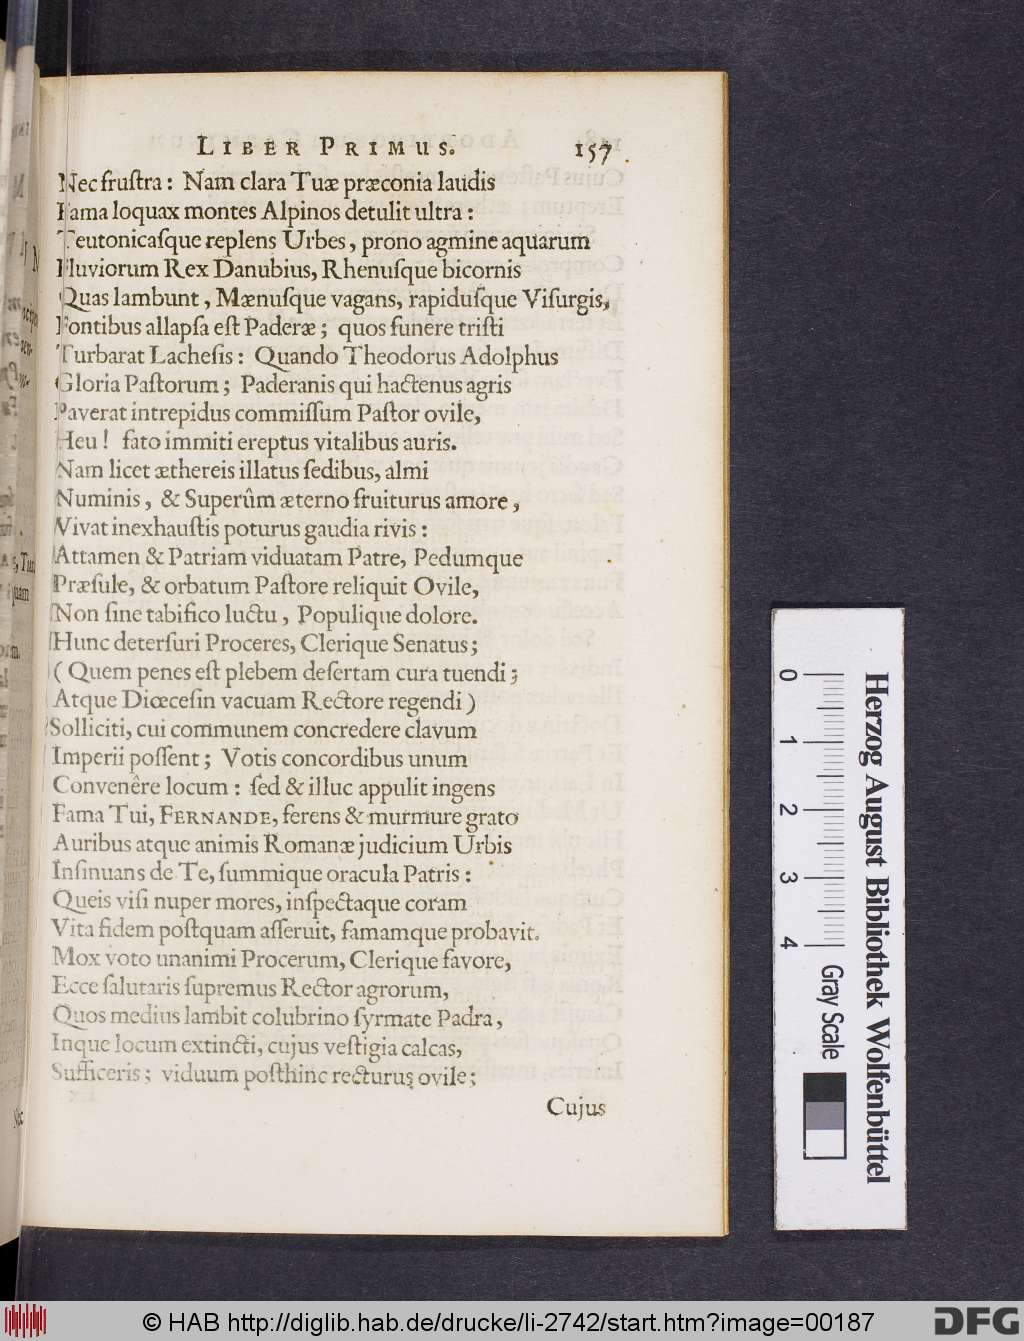 LIBER PRIMUS. 157
Nec fruſtra: Nam clara Tuæ præconia laudis
Fama loquax montes Alpinos detulit ultra:
Teutonicaſque replens Urbes, prono agmine aquarum
Fluviorum Rex Danubius, Rhenuſque bicornis
Quas lambunt, Mænuſque vagans, rapiduſque Viſurgis,
Fontibus allapſa eſt Paderæ; quos funere triſti
Turbarat Lacheſis: Quando Theodorus Adolphus
Gloria Paſtorum; Paderanis qui hactenus agris
Paverat intrepidus commiſſum Paſtor ovile,
Heu! fato immiti ereptus vitalibus auris.
Nam licet æthereis illatus ſedibus, almi
Numinis, & Superûm æterno fruiturus amore,
Vivat inexhauſtis poturus gaudia rivis:
Attamen & Patriam viduatam Patre, Pedumque
Præſule, & orbatum Paſtore reliquit Ovile,
Non ſine tabifico luctu, Populique dolore.
Hunc deterſuri Proceres, Clerique Senatus;
(Quem penes eſt plebem deſertam cura tuendi;
Atque Diœceſin vacuam Rectore regendi)
Solliciti, cui communem concredere clavum
Imperii poſſent; Votis concordibus unum
Convenêre locum: ſed & illuc appulit ingens
Fama Tui, FERNANDE, ferens & murmure grato
Auribus atque animis Romanæ judicium Urbis
Inſinuans de Te, ſummique oracula Patris:
Queis viſi nuper mores, inſpectaque coram
Vita fidem poſtquam aſſeruit, famamque probavit.
Mox voto unanimi Procerum, Clerique favore,
Ecce ſalutaris ſupremus Rector agrorum,
Quos medius lambit colubrino ſyrmate Padra,
Inque locum extincti, cujus veſtigia calcas,
Sufficeris; viduum poſthinc recturus ovile;
Cujus
0 1 2 3 4
Gray Scale
Herzog August Bibliothek Wolfenbüttel
© HAB http://diglib.hab.de/drucke/li-2742/start.htm?image=00187
DFG